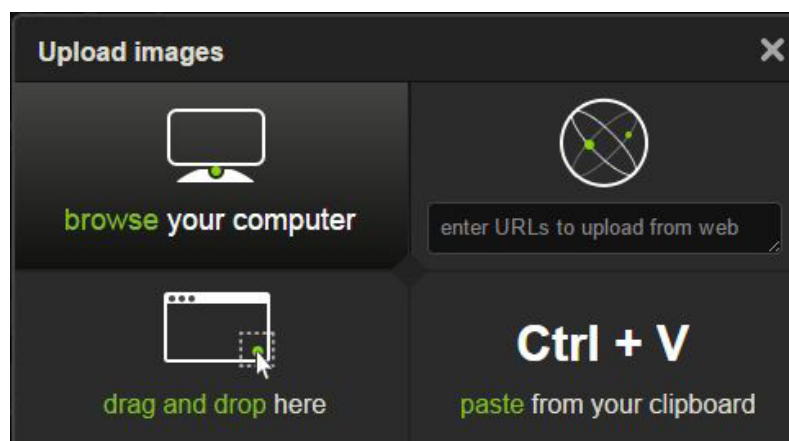 Upload images
browse your computer
enter URLs to upload from web
drag and drop here
Ctrl + V
paste from your clipboard